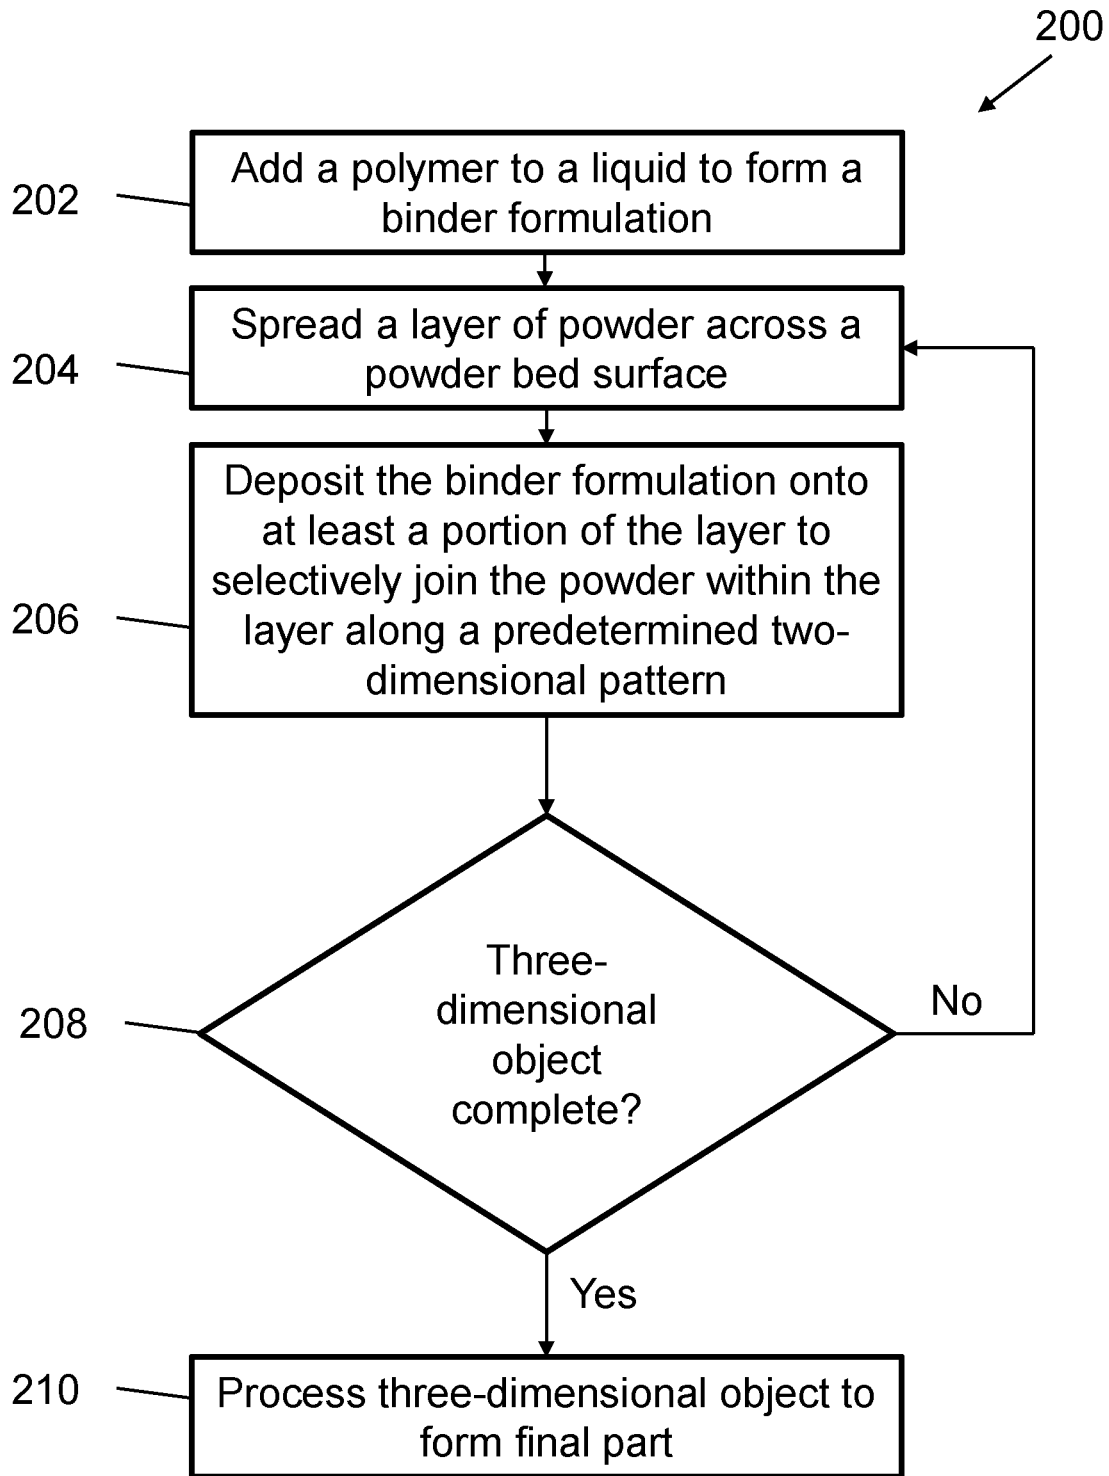 200
202
Add a polymer to a liquid to form a
binder formulation
204
Spread a layer of powder across a
powder bed surface
206
Deposit the binder formulation onto
at least a portion of the layer to
selectively join the powder within the
layer along a predetermined two-
dimensional pattern
208
Three-
dimensional
object
complete?
No
Yes
210
Process three-dimensional object to
form final part